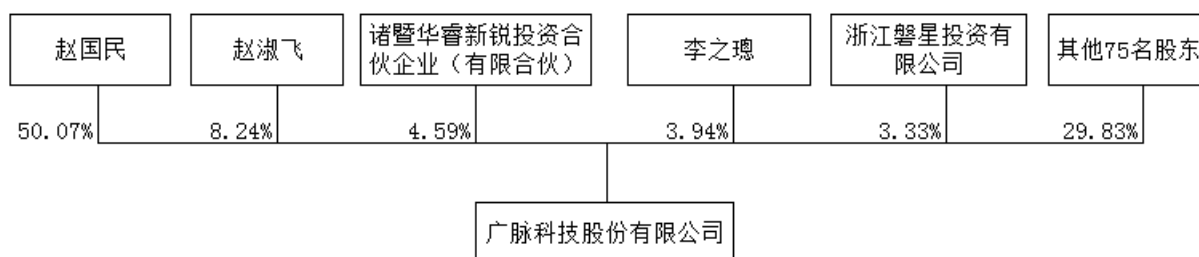 赵国民
赵淑飞
诸暨华睿新锐投资合
伙企业（有限合伙）
李之璁
浙江磐星投资有
限公司
其他75名股东
50.07%
8.24%
4.59%
3.94%
3.33%
29.83%
广脉科技股份有限公司